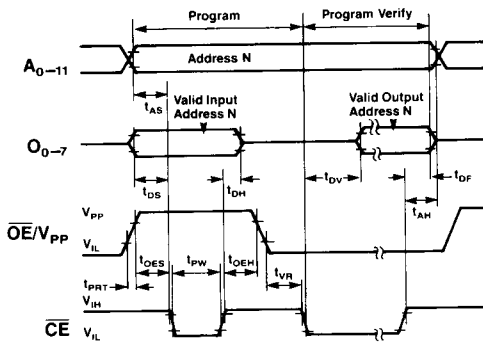 Program
Program Verify
A0–11
Address N
tAS
Valid Input
Address N
Valid Output
Address N
O0–7
tDS
tDH
tDV
tDF
tAH
OE/VPP
VPP
VIL
tPRT
tOES
tPW
tOEH
tVR
CE
VIH
VIL